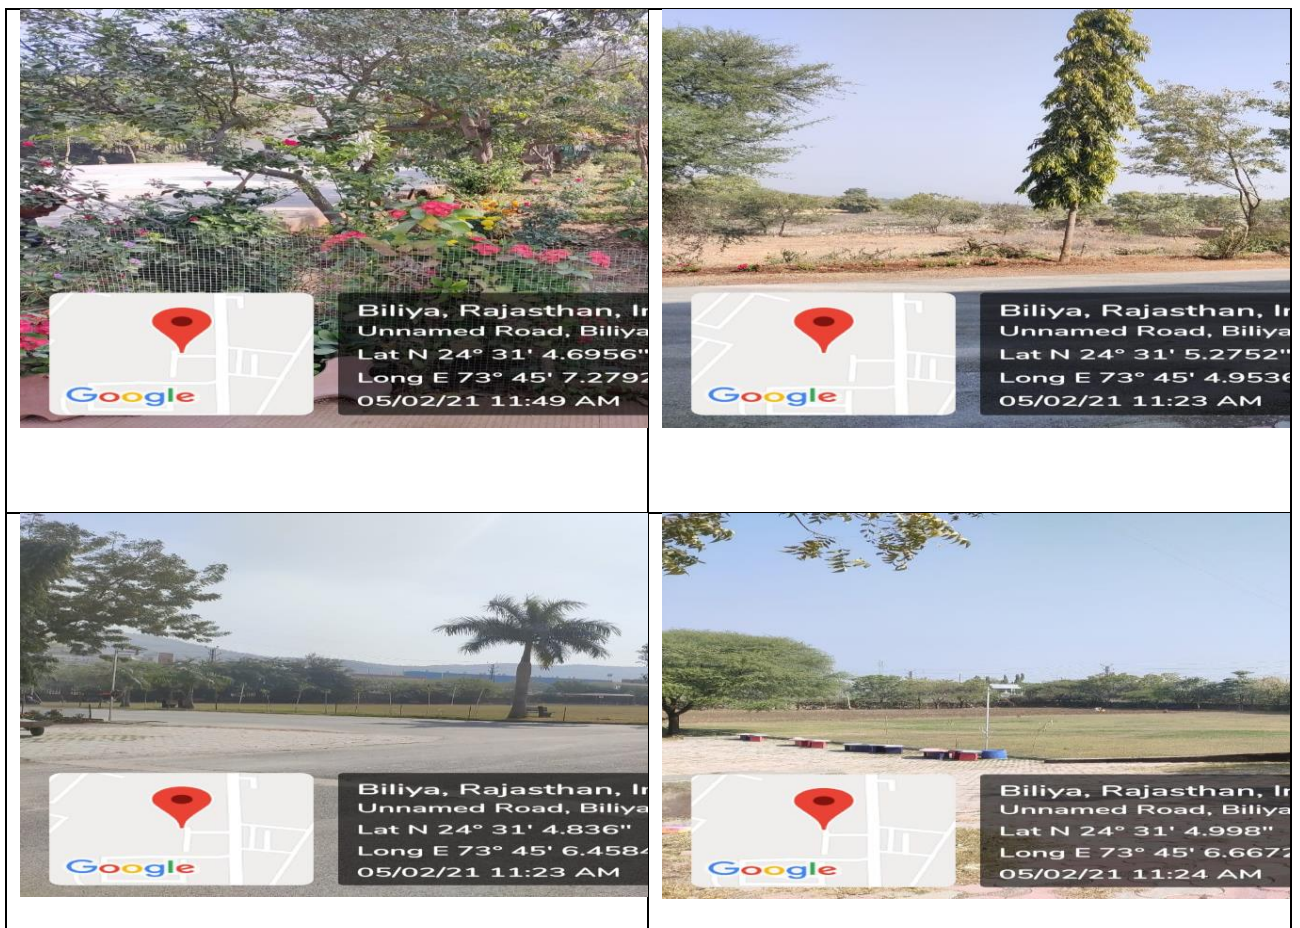 Google
Biliya, Rajasthan, In
Unnamed Road, Biliya
Lat N 24° 31' 4.6956"
Long E 73° 45' 7.2792
05/02/21 11:49 AM
Google
Biliya, Rajasthan, In
Unnamed Road, Biliya
Lat N 24° 31' 5.2752"
Long E 73° 45' 4.9536
05/02/21 11:23 AM
Google
Biliya, Rajasthan, In
Unnamed Road, Biliya
Lat N 24° 31' 4.836"
Long E 73° 45' 6.4584
05/02/21 11:23 AM
Google
Biliya, Rajasthan, In
Unnamed Road, Biliya
Lat N 24° 31' 4.998"
Long E 73° 45' 6.6672
05/02/21 11:24 AM